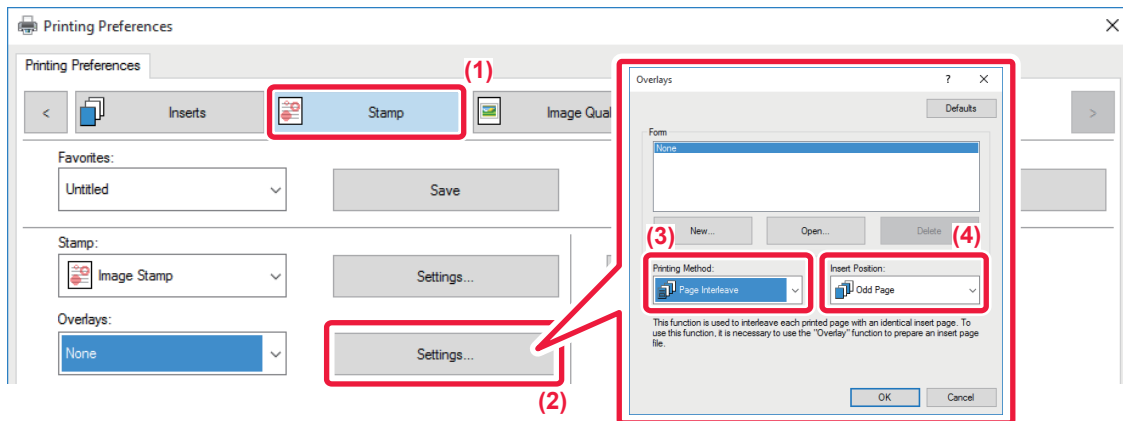 Printing Preferences
Printing Preferences
(1)
<
Inserts
Stamp
Image Qual
>
Favorites:
Untitled
Save
Stamp:
Image Stamp
Settings...
Overlays:
None
Settings...
(2)
Overlays
?
Defaults
Form
None
New...
Open...
Delete
(3)
(4)
Printing Method:
Insert Position:
Page Interleave
Odd Page
This function is used to interleave each printed page with an identical insert page. To
use this function, it is necessary to use the "Overlay" function to prepare an insert page
file.
OK
Cancel